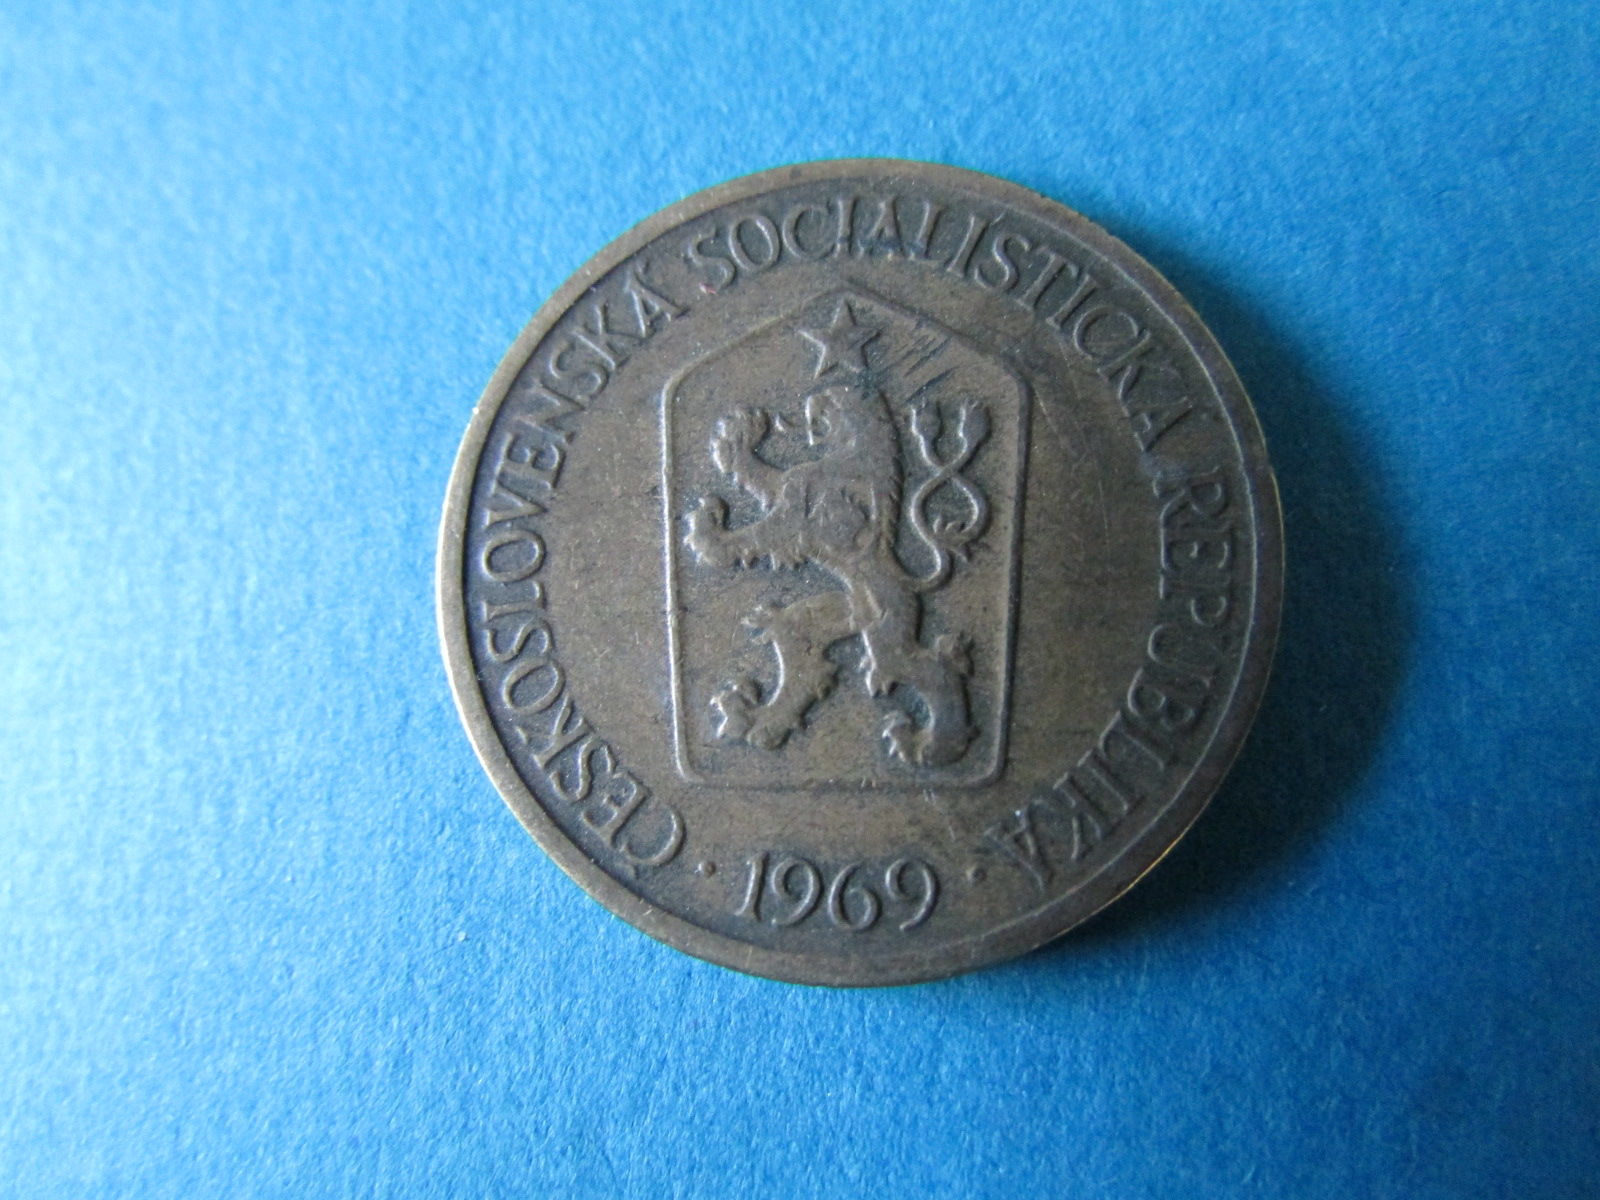 ČESKOSLOVENSKÁ SOCIALISTICKÁ REPUBLIKA
· 1969 ·